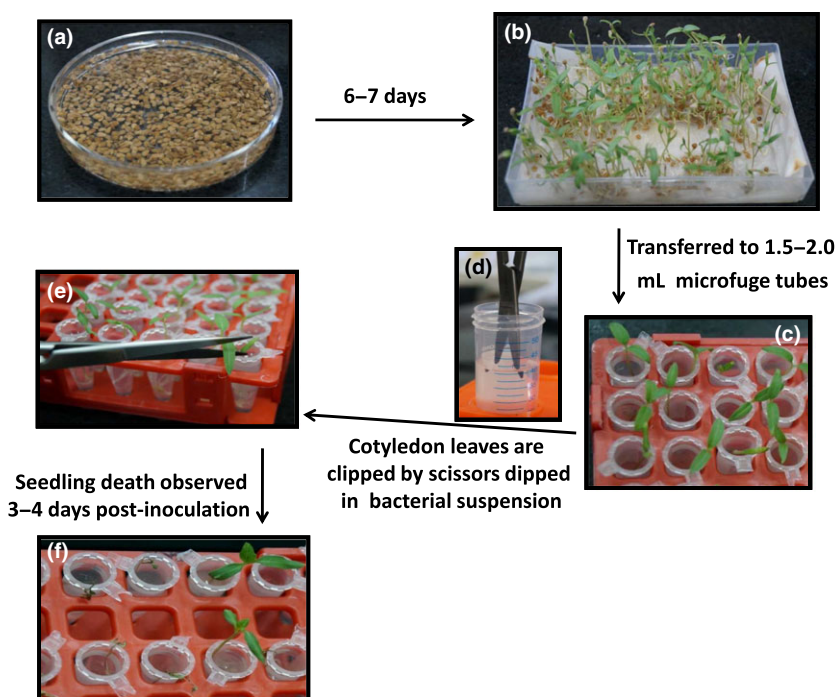 (a)
6–7 days
(b)
Transferred to 1.5–2.0
mL microfuge tubes
(c)
(d)
Cotyledon leaves are
clipped by scissors dipped
in bacterial suspension
(e)
Seedling death observed
3–4 days post-inoculation
(f)